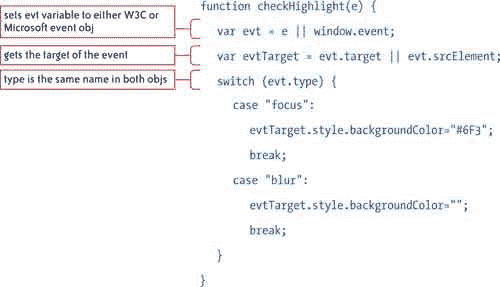 function checkHighlight(e) {
sets evt variable to either W3C or
Microsoft event obj
var evt = e || window.event;
gets the target of the event
var evtTarget = evt.target || evt.srcElement;
type is the same name in both objs
switch (evt.type) {
case "focus":
evtTarget.style.backgroundColor="#6F3";
break;
case "blur":
evtTarget.style.backgroundColor="";
break;
}
}